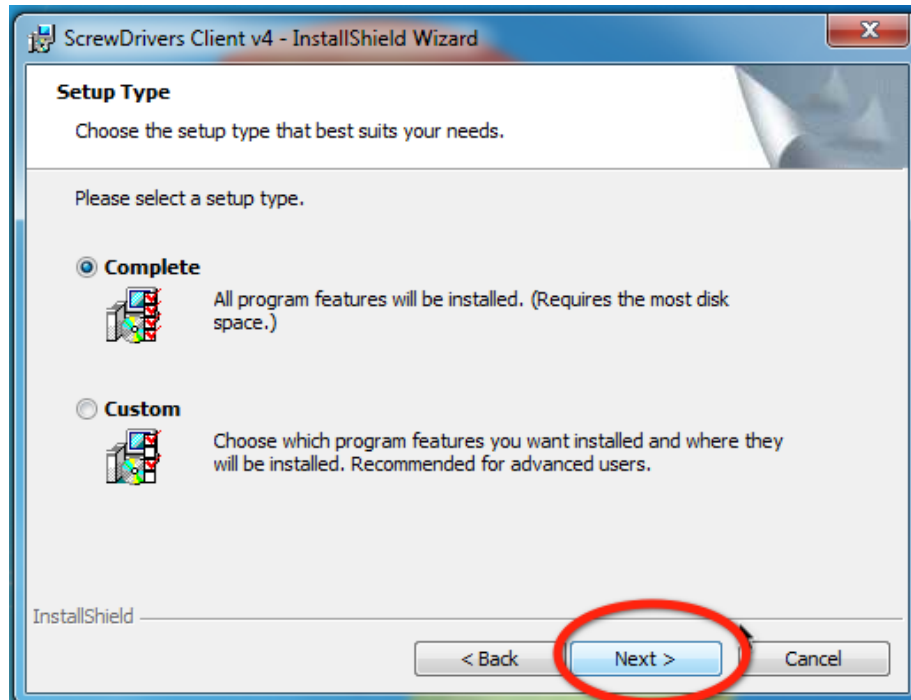 ScrewDrivers Client v4 - InstallShield Wizard
Setup Type
Choose the setup type that best suits your needs.
Please select a setup type.
Complete
All program features will be installed. (Requires the most disk
space.)
Custom
Choose which program features you want installed and where they
will be installed. Recommended for advanced users.
InstallShield
< Back Next > Cancel